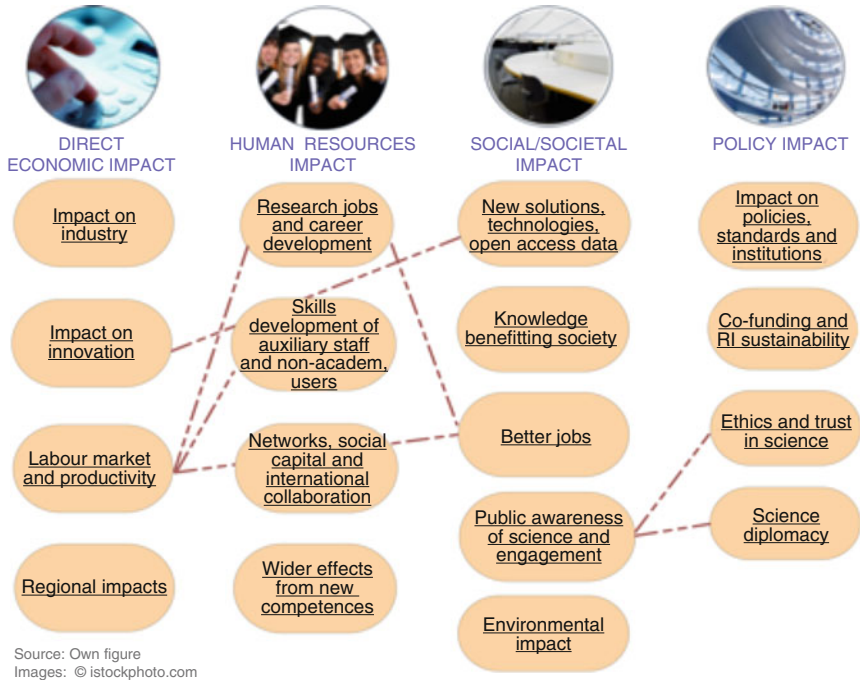 DIRECT
ECONOMIC IMPACT
Impact on
industry
Impact on
innovation
Labour market
and productivity
Regional impacts
HUMAN RESOURCES
IMPACT
Research jobs
and career
development
Skills
development of
auxiliary staff
and non-academ,
users
Networks, social
capital and
international
collaboration
Wider effects
from new
competences
SOCIAL/SOCIETAL
IMPACT
New solutions,
technologies,
open access data
Knowledge
benefitting society
Better jobs
Public awareness
of science and
engagement
Environmental
impact
POLICY IMPACT
Impact on
policies,
standards and
institutions
Co-funding and
RI sustainability
Ethics and trust
in science
Science
diplomacy
Source: Own figure
Images: © istockphoto.com